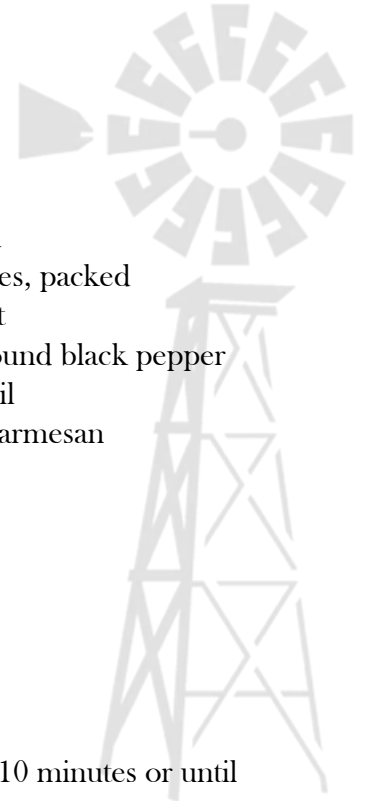 es, packed
t
ound black pepper
il
armesan
10 minutes or until